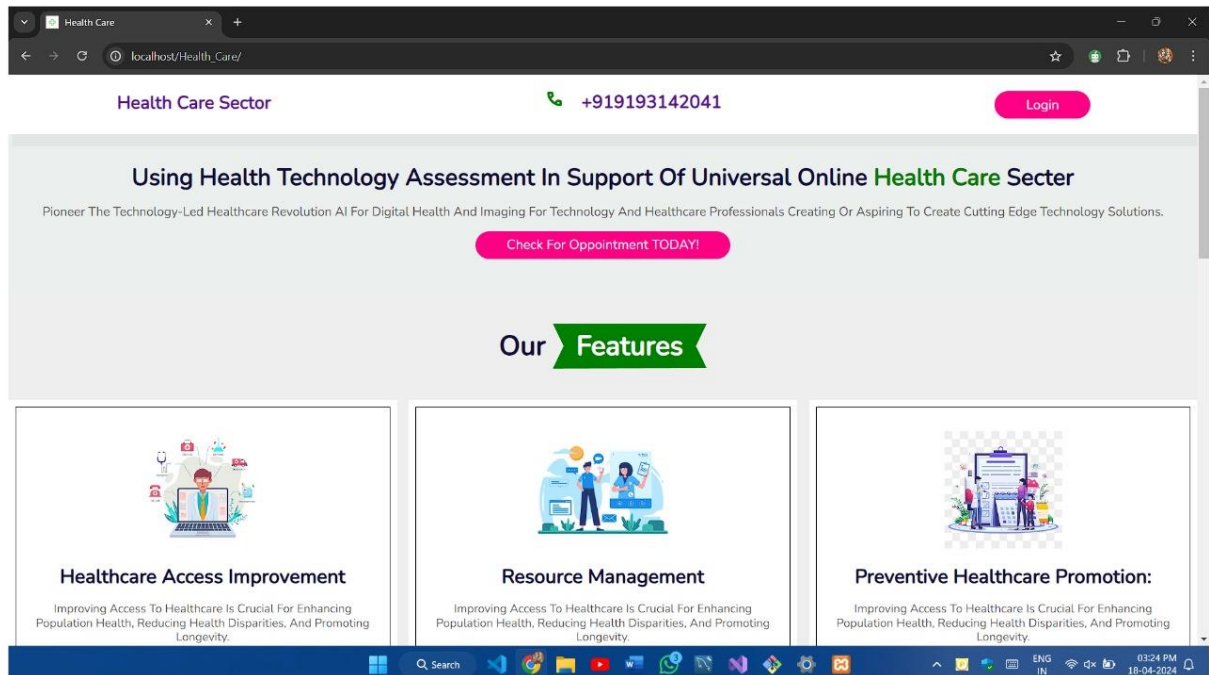 Health Care
localhost/Health_Care/
Health Care Sector
+919193142041
Login
Using Health Technology Assessment In Support Of Universal Online Health Care Secter
Pioneer The Technology-Led Healthcare Revolution AI For Digital Health And Imaging For Technology And Healthcare Professionals Creating Or Aspiring To Create Cutting Edge Technology Solutions.
Check For Oppointment TODAY!
Our Features
Healthcare Access Improvement
Resource Management
Preventive Healthcare Promotion:
Improving Access To Healthcare Is Crucial For Enhancing
Population Health, Reducing Health Disparities, And Promoting
Longevity.
Improving Access To Healthcare Is Crucial For Enhancing
Population Health, Reducing Health Disparities, And Promoting
Longevity.
Improving Access To Healthcare Is Crucial For Enhancing
Population Health, Reducing Health Disparities, And Promoting
Longevity.
Search
3
ENG
IN
03:24 PM
18-04-2024